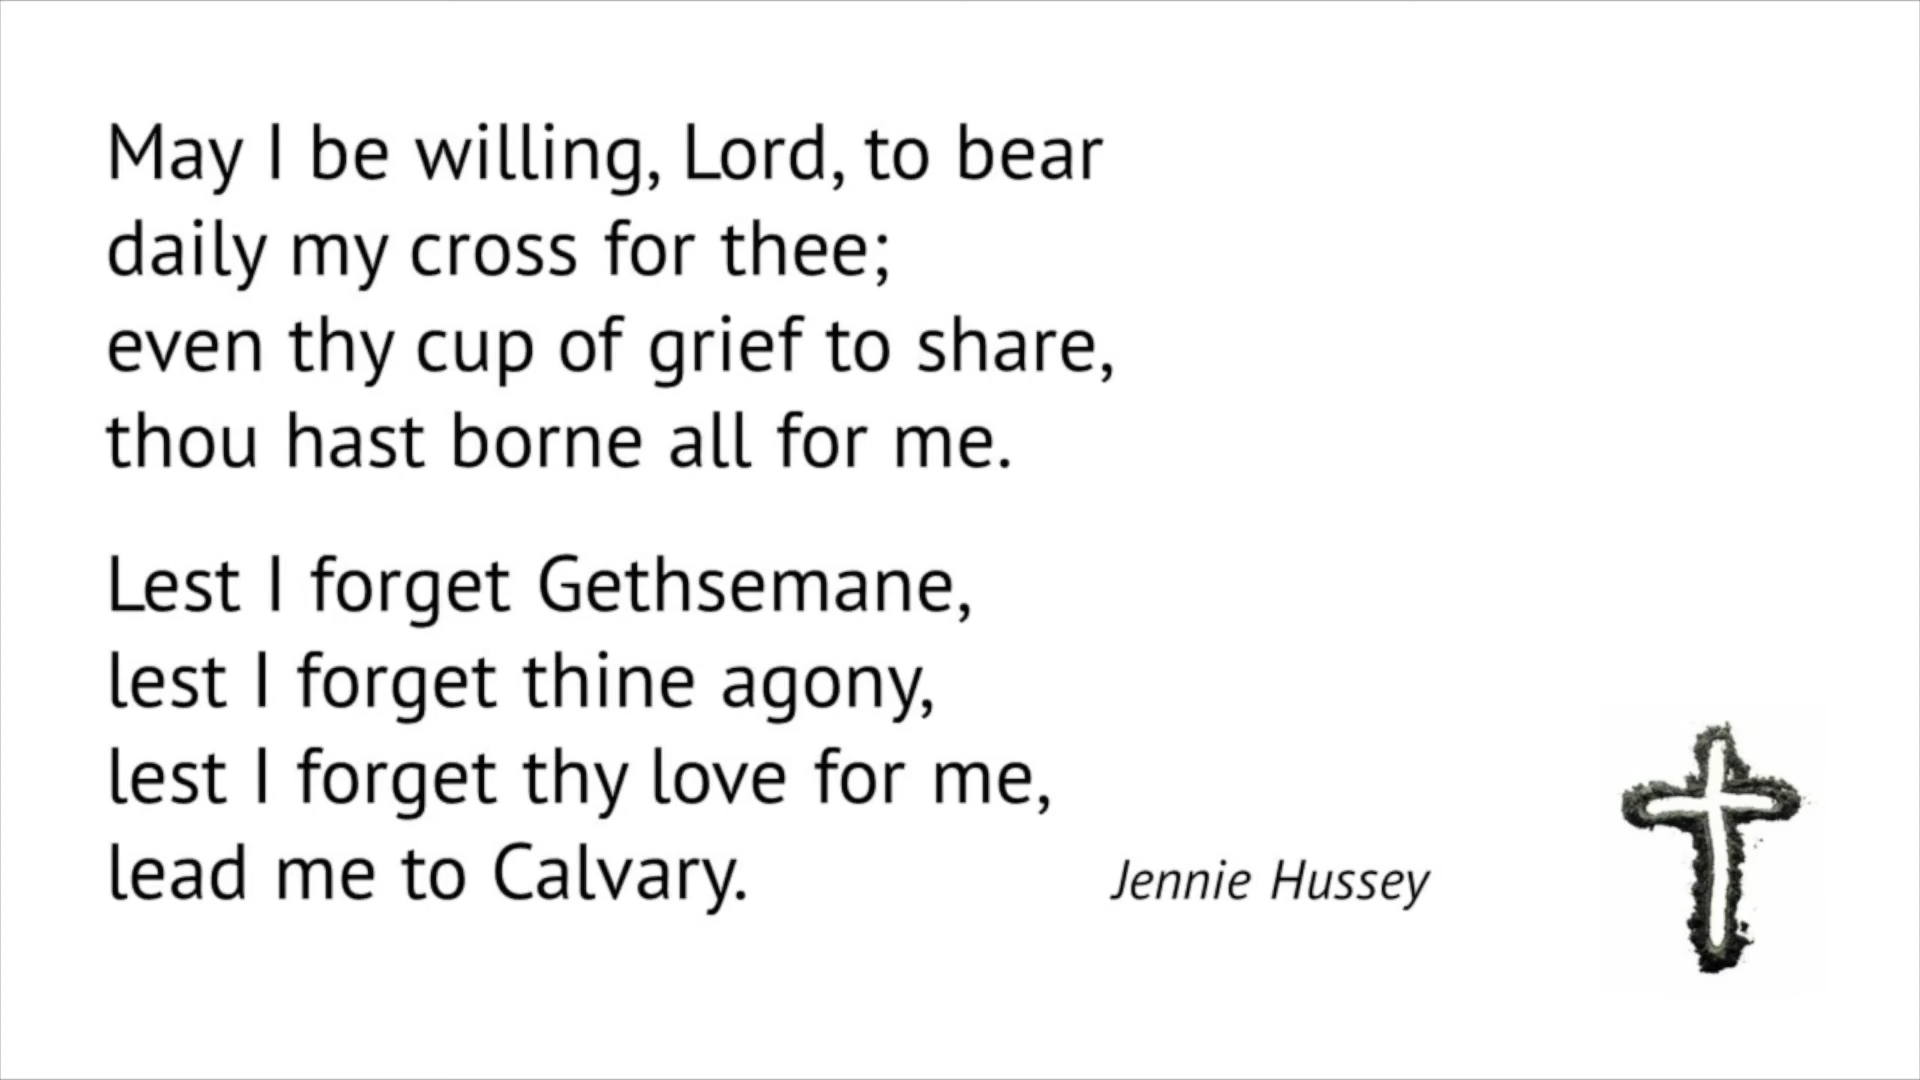 May I be willing, Lord, to bear
daily my cross for thee;
even thy cup of grief to share,
thou hast borne all for me.
Lest I forget Gethsemane,
lest I forget thine agony,
lest I forget thy love for me,
lead me to Calvary.
Jennie Hussey